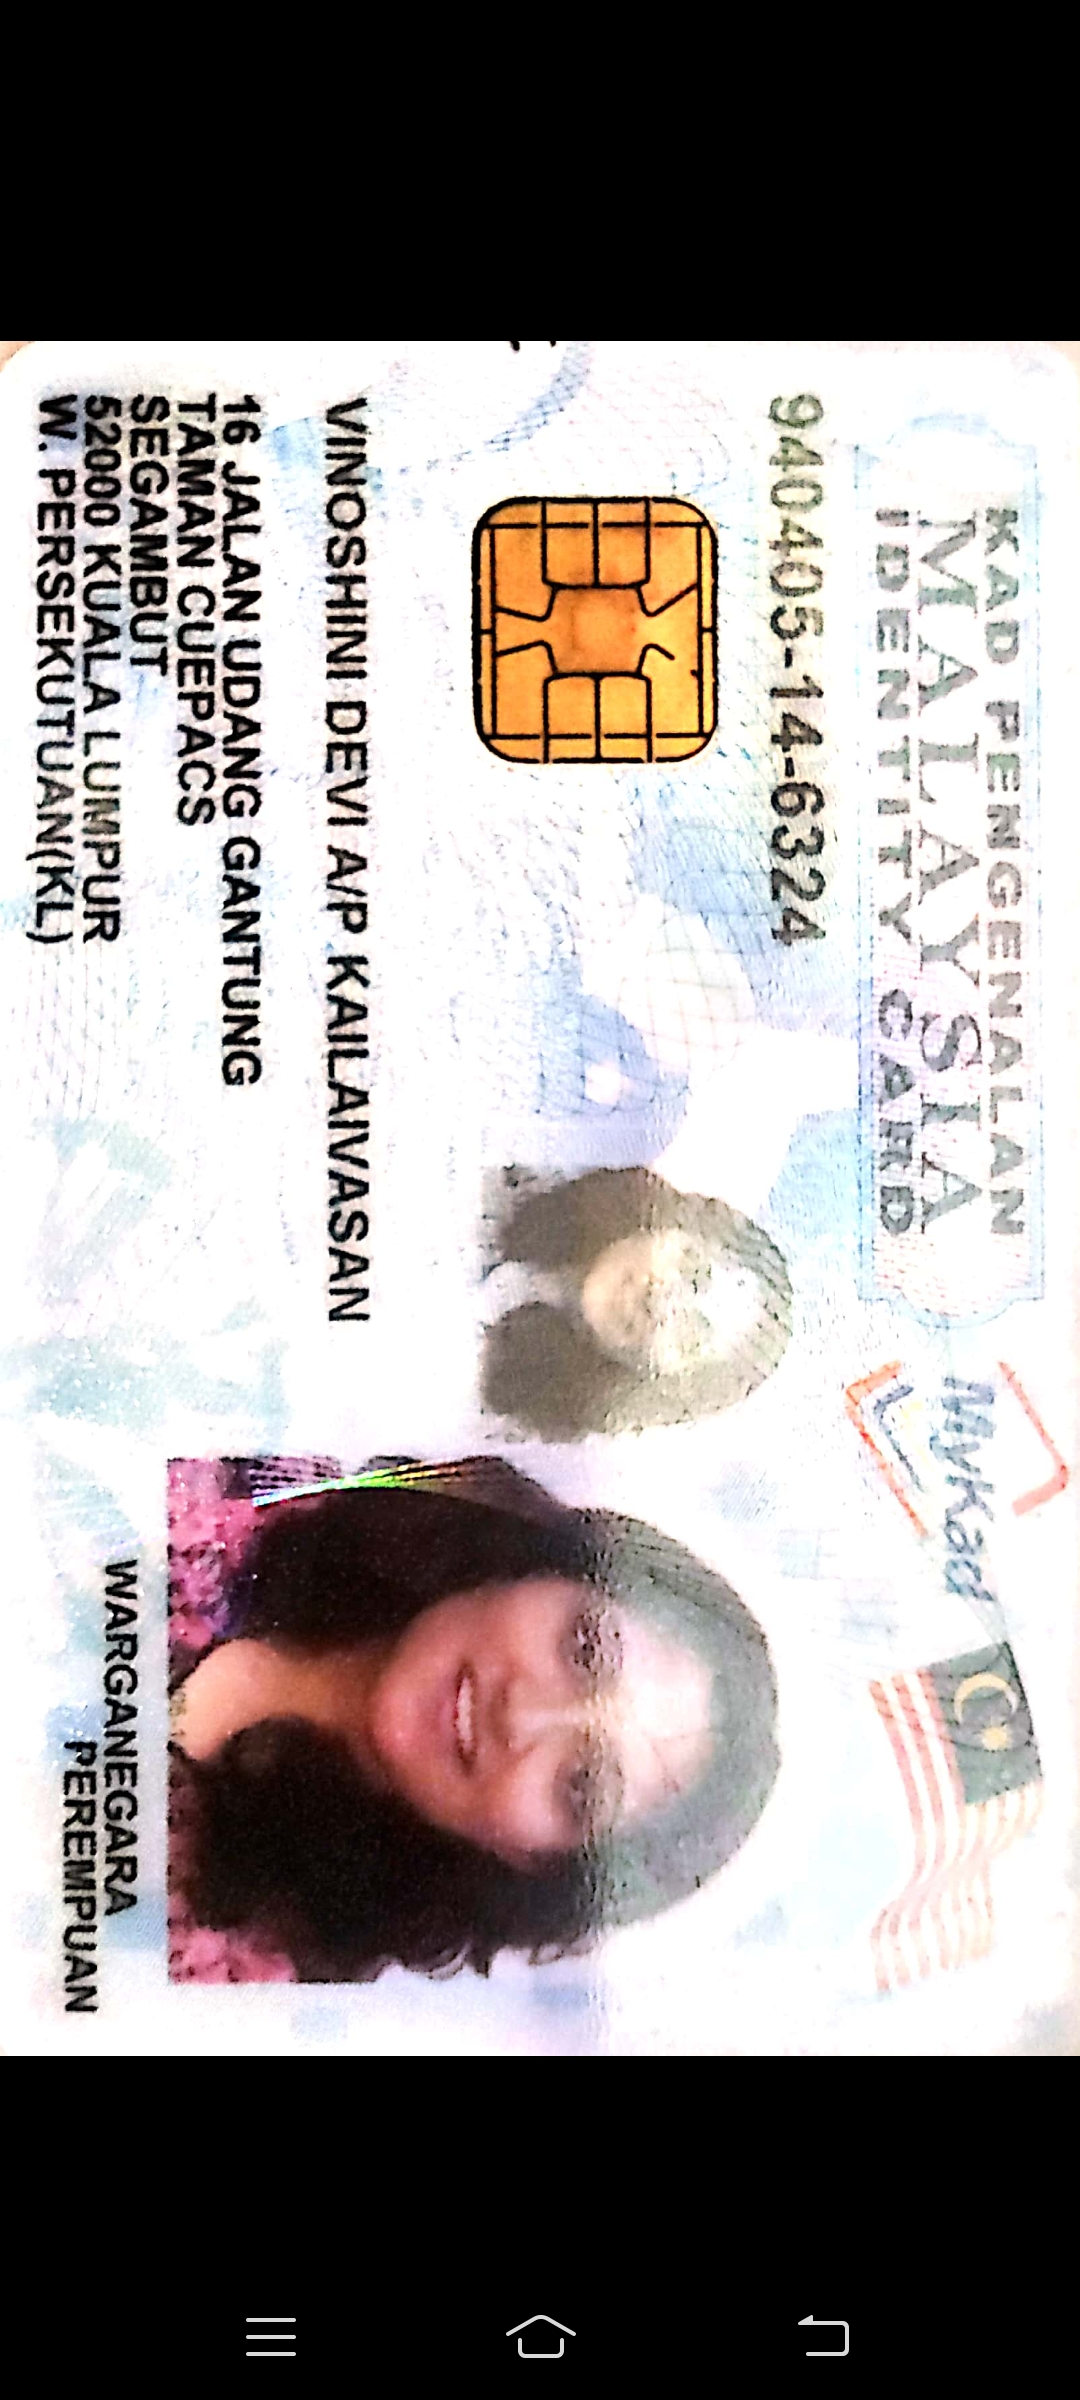 KAD PENGENALAN
MALAYSIA
IDENTITY CARD
MyKad
940405-14-6324
VINOSHINI DEVI A/P KAILAIVASAN
16 JALAN UDANG GANTUNG
TAMAN CUEPACS
SEGAMBUT
52000 KUALA LUMPUR
W. PERSEKUTUAN(KL)
WARGANEGARA
PEREMPUAN